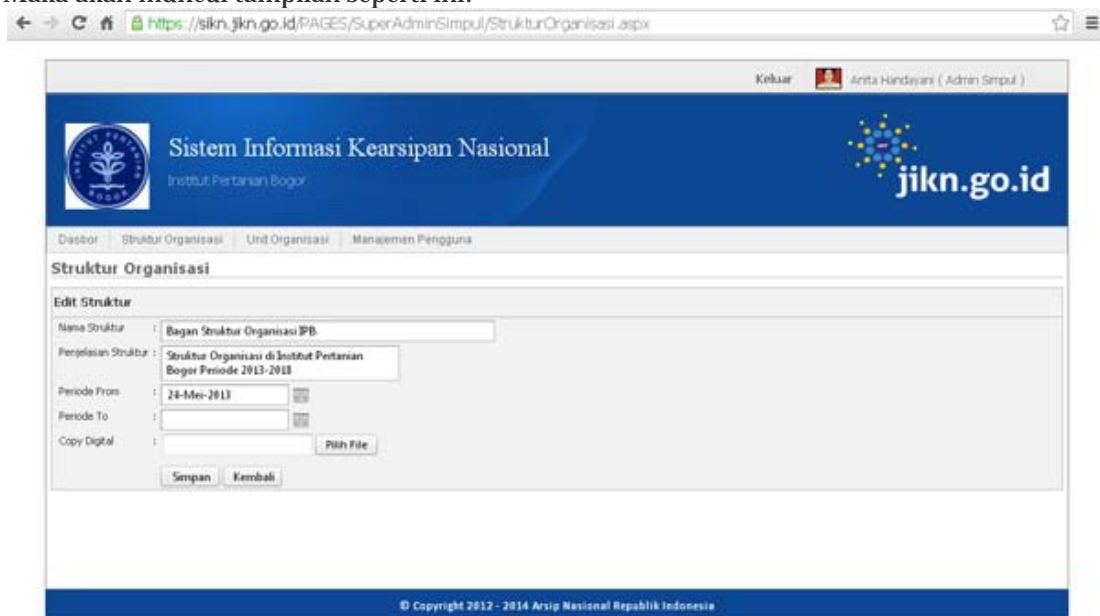 Maka akan muncul tampilan seperti ini:
https://sikn.jikn.go.id/PAGES/SuperAdminSimpul/StrukturOrganisasi.aspx
Keluar Anita Handayani ( Admin Simpul )
INSTITUT PERTANIAN BOGOR
Sistem Informasi Kearsipan Nasional
Institut Pertanian Bogor
jikn.go.id
Dasbor Struktur Organisasi Unit Organisasi Manajemen Pengguna
Struktur Organisasi
Edit Struktur
Nama Struktur : Bagan Struktur Organisasi IPB
Penjelasan Struktur : Struktur Organisasi di Institut Pertanian
Bogor Periode 2013-2018
Periode From : 24-Mei-2013
Periode To :
Copy Digital : Pilih File
Simpan Kembali
© Copyright 2012 - 2014 Arsip Nasional Republik Indonesia